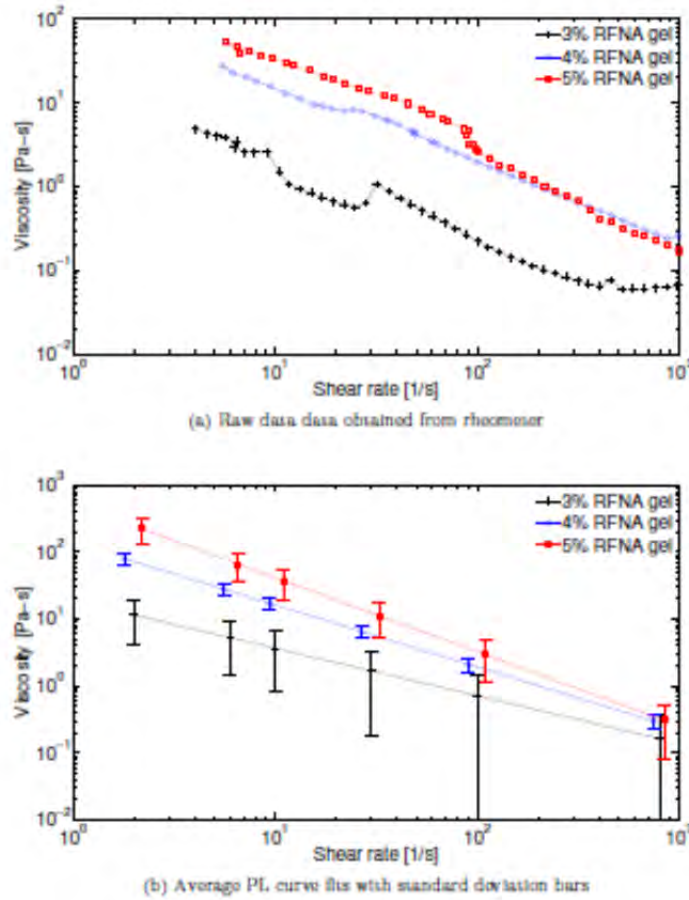 10²
10¹
10⁰
10⁻¹
10⁻²
Viscosity [Pa-s]
3% RFNA gel
4% RFNA gel
5% RFNA gel
10⁰ 10¹ 10² 10³
Shear rate [1/s]
(a) Raw data data obtained from rheometer
10³
10²
10¹
10⁰
10⁻¹
10⁻²
Viscosity [Pa-s]
3% RFNA gel
4% RFNA gel
5% RFNA gel
10⁰ 10¹ 10² 10³
Shear rate [1/s]
(b) Average PL curve fits with standard deviation bars